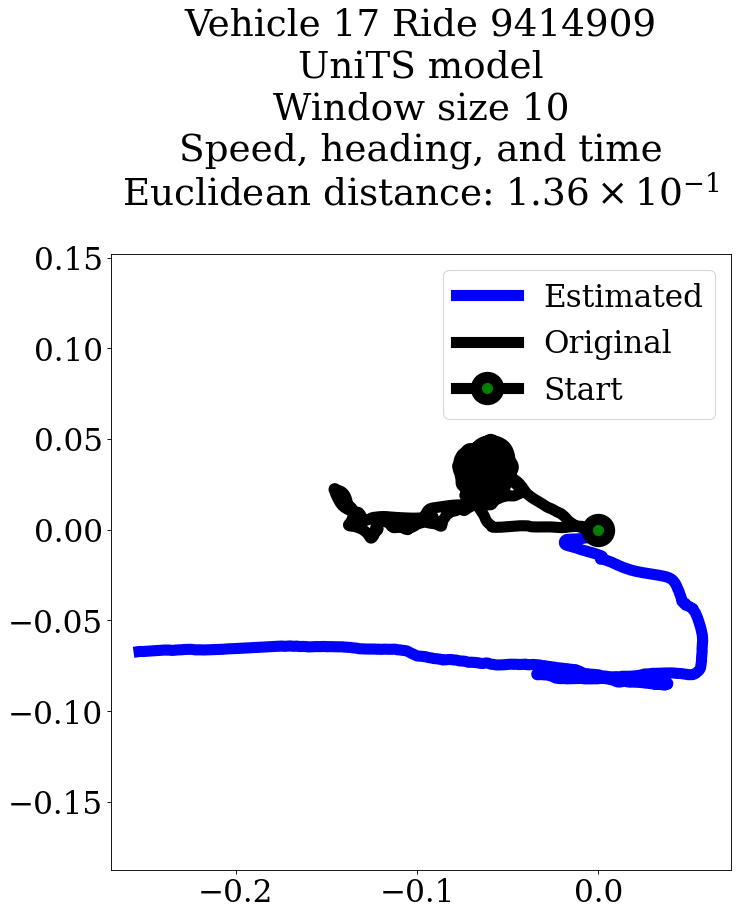 Vehicle 17 Ride 9414909
UniTS model
Window size 10
Speed, heading, and time
Euclidean distance: 1.36 × 10⁻¹
0.15
0.10
0.05
0.00
−0.05
−0.10
−0.15
Estimated
Original
Start
−0.2
−0.1
0.0